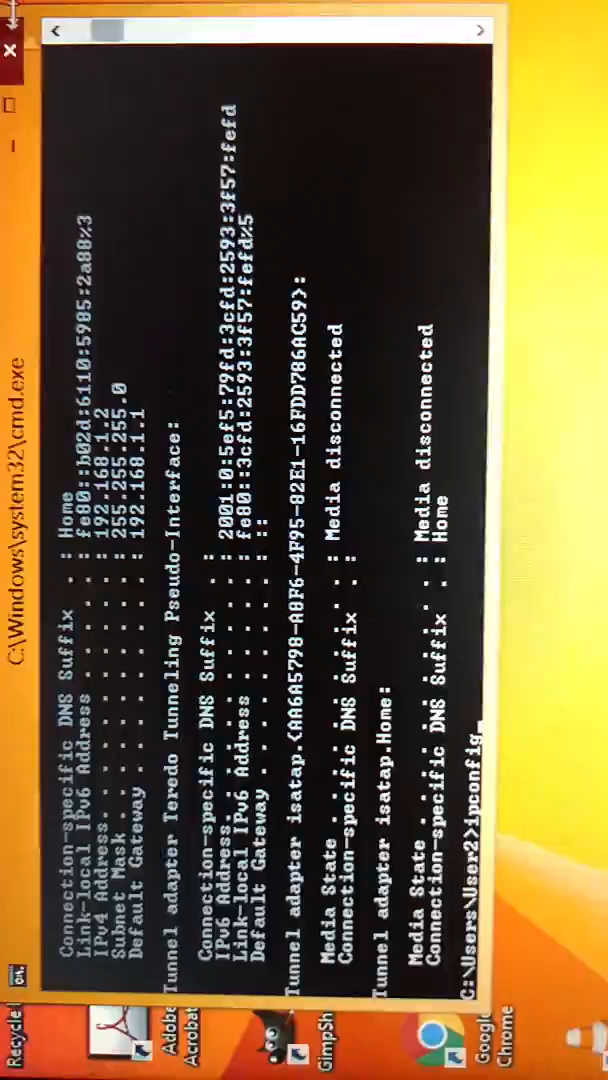 C:\Windows\system32\cmd.exe
Connection-specific DNS Suffix  . : Home
Link-local IPv6 Address . . . . . : fe80::b02d:6110:5985:2a88%3
IPv4 Address. . . . . . . . . . . : 192.168.1.2
Subnet Mask . . . . . . . . . . . : 255.255.255.0
Default Gateway . . . . . . . . . : 192.168.1.1
Tunnel adapter Teredo Tunneling Pseudo-Interface:
Connection-specific DNS Suffix  . :
IPv6 Address. . . . . . . . . . . : 2001:0:5ef5:79fd:3cfd:2593:3f57:fefd
Link-local IPv6 Address . . . . . : fe80::3cfd:2593:3f57:fefd%5
Default Gateway . . . . . . . . . : ::
Tunnel adapter isatap.{AA6A5798-A8F6-4F95-82E1-16FDD786AC59}:
Media State . . . . . . . . . . . : Media disconnected
Connection-specific DNS Suffix  . :
Tunnel adapter isatap.Home:
Media State . . . . . . . . . . . : Media disconnected
Connection-specific DNS Suffix  . : Home
C:\Users\User2>ipconfig_
Recycle
Adobe
Acrobat
GimpSh
Google
Chrome